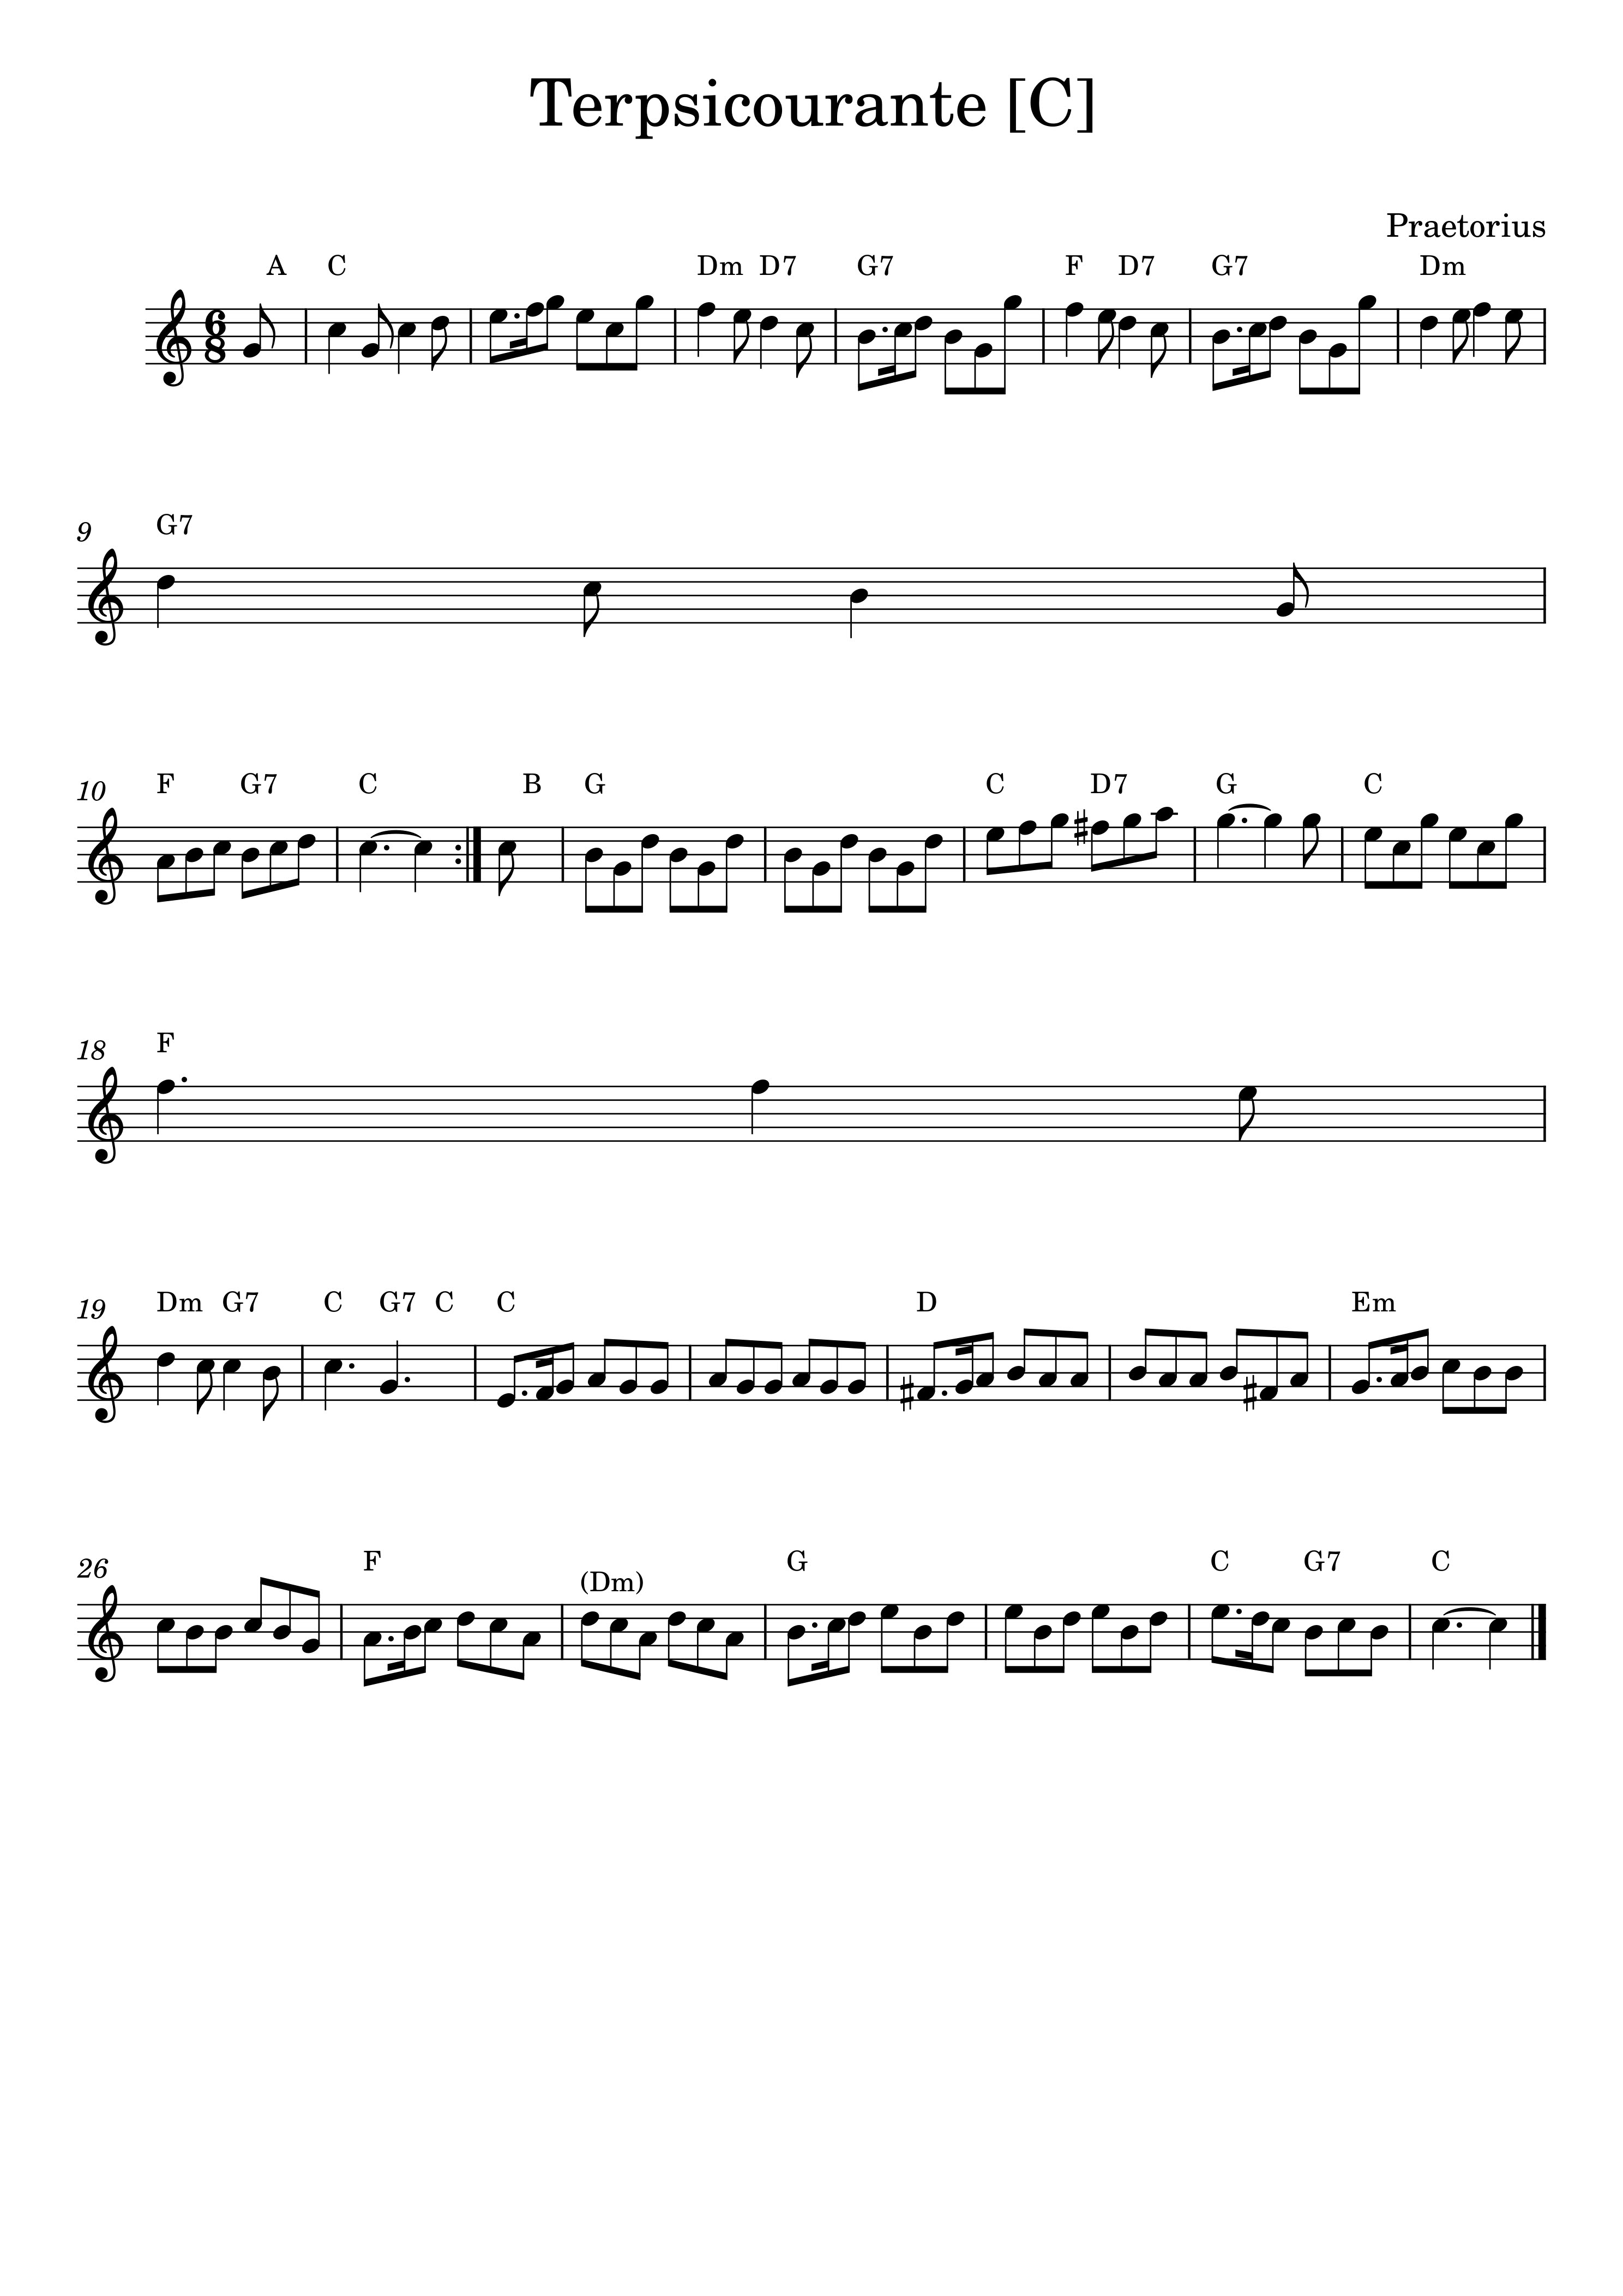 Terpsicourante [C]
Praetorius
A C Dm D7 G7 F D7 G7 Dm
6
8
G7
9
F G7 C B G C D7 G C
10
F
18
Dm G7 C G7 C C D Em
19
F (Dm) G C G7 C
26